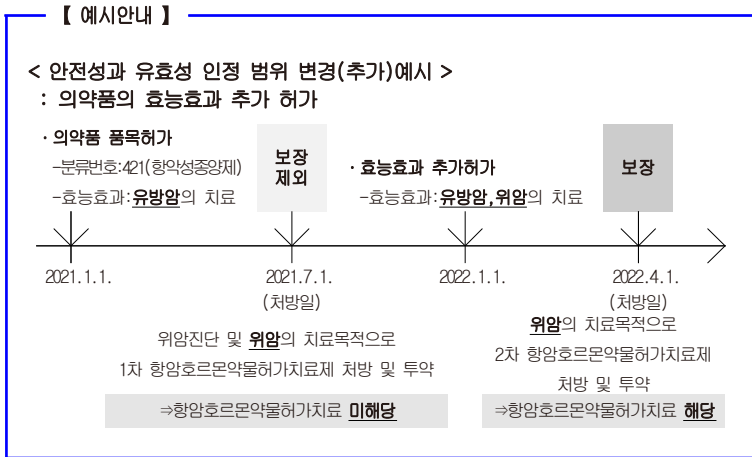 【 예시안내 】
< 안전성과 유효성 인정 범위 변경(추가)예시 >
: 의약품의 효능효과 추가 허가
· 의약품 품목허가
-분류번호:421(항악성종양제)
-효능효과:유방암의 치료
보장
제외
· 효능효과 추가허가
-효능효과:유방암,위암의 치료
보장
2021.1.1.
2021.7.1.
(처방일)
2022.1.1.
2022.4.1.
(처방일)
위암진단 및 위암의 치료목적으로
1차 항암호르몬약물허가치료제 처방 및 투약
⇒항암호르몬약물허가치료 미해당
위암의 치료목적으로
2차 항암호르몬약물허가치료제
처방 및 투약
⇒항암호르몬약물허가치료 해당